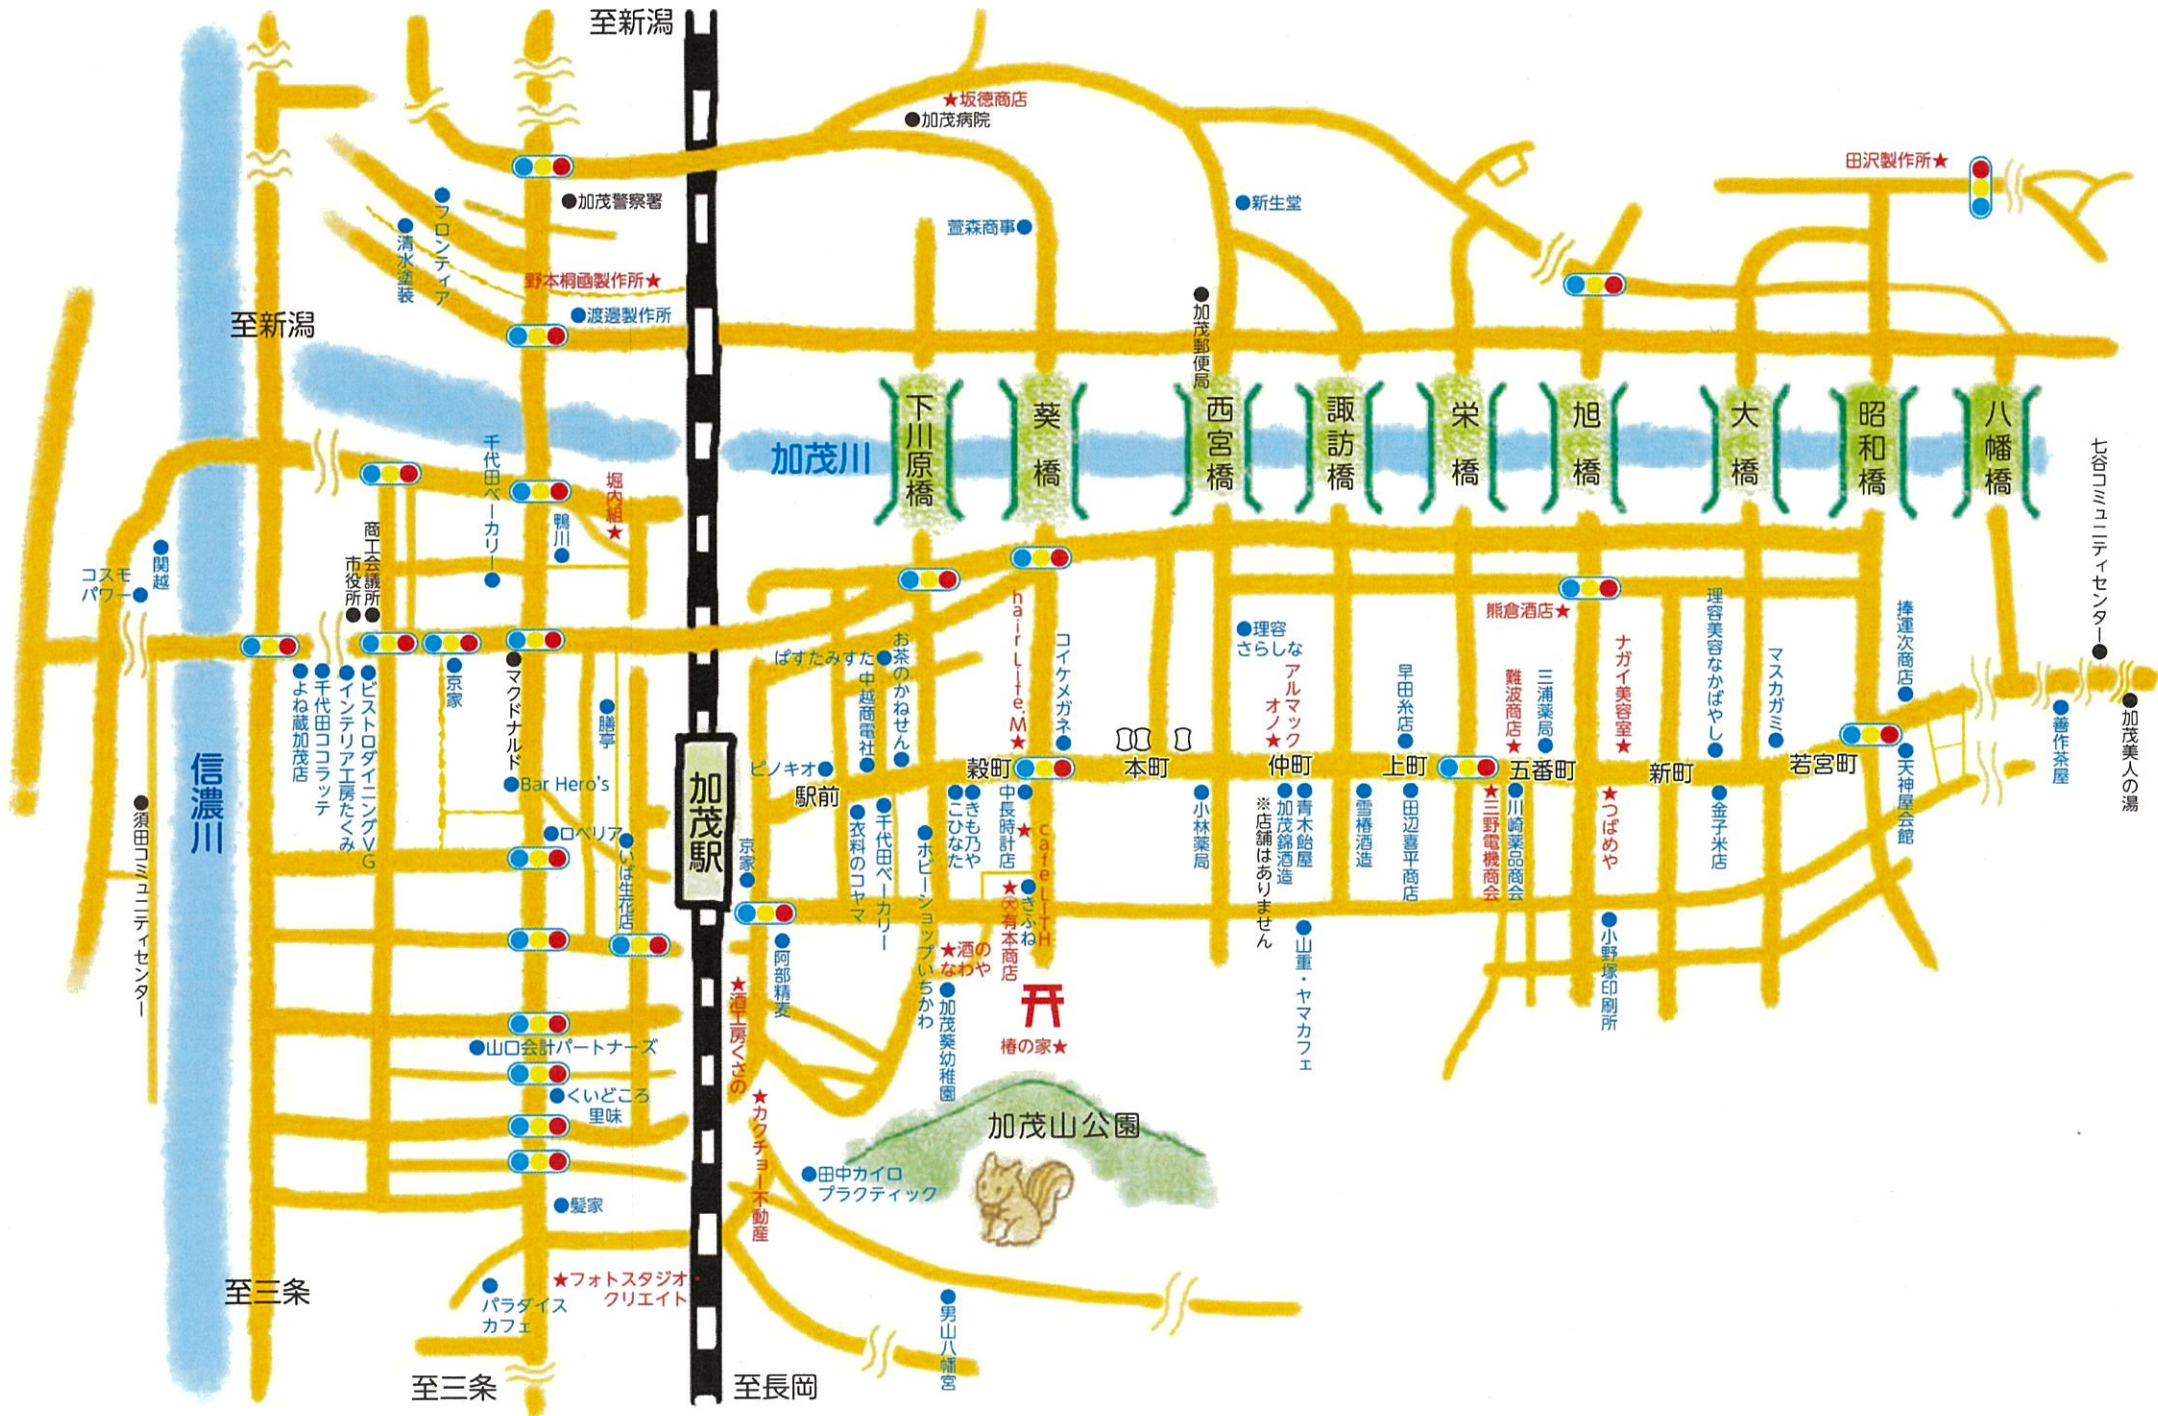 至新潟
★坂徳商店
●加茂病院
田沢製作所★
●加茂警察署
●新生堂
フロンティア
清水塗装
萱森商事●
野本桐凾製作所★
●渡邊製作所
至新潟
加茂郵便局
加茂川
下川原橋
葵橋
西宮橋
諏訪橋
栄橋
旭橋
大橋
昭和橋
八幡橋
七谷コミュニティセンター
千代田ベーカリー
堀内組★
鴨川
商工会議所
市役所
関越
コスモ
パワー●
hair Life.M★
コイケメガネ
熊倉酒店★
理容美容なかばやし
捧運次商店
●理容
さらしな
お茶のかねせん
ぱすたみすた●
中越商電社
アルマック
オノ★
早田糸店
難波商店★
三浦薬局
ナガイ美容室★
マスカガミ
よね蔵加茂店
千代田ココラッテ
インテリア工房たくみ
ビストロダイニングVG
京家
マクドナルド
膳亭
善作茶屋
加茂美人の湯
信濃川
●Bar Hero's
ピノキオ●
駅前
穀町
本町
仲町
上町
五番町
新町
若宮町
天神屋会館
加茂駅
●ロベリア
いば生花店
京家
衣料のコヤマ
千代田ベーカリー
ホビーショップいちかわ
こひなた
きも乃や
中長時計店
★cafe LITH
小林薬局
加茂錦酒造
※店舗はありません
青木飴屋
雪椿酒造
田辺喜平商店
★三野電機商会
川崎薬品商会
★つばめや
金子米店
須田コミュニティセンター
きふね
★㊛有本商店
★酒の
なわや
阿部精麦
★酒工房くさの
加茂葵幼稚園
山重・ヤマカフェ
小野塚印刷所
●山口会計パートナーズ
椿の家★
●くいどころ
里味
★カクチョー不動産
加茂山公園
●田中カイロ
プラクティック
●髪家
★フォトスタジオ・
クリエイト
パラダイス
カフェ
男山八幡宮
至三条
至三条
至長岡